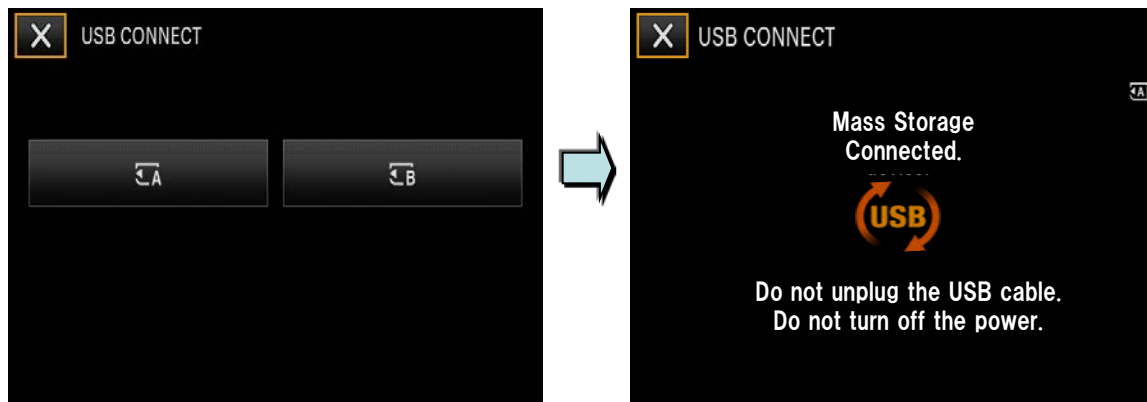 USB CONNECT
A
B
USB CONNECT
A
Mass Storage
Connected.
USB
Do not unplug the USB cable.
Do not turn off the power.